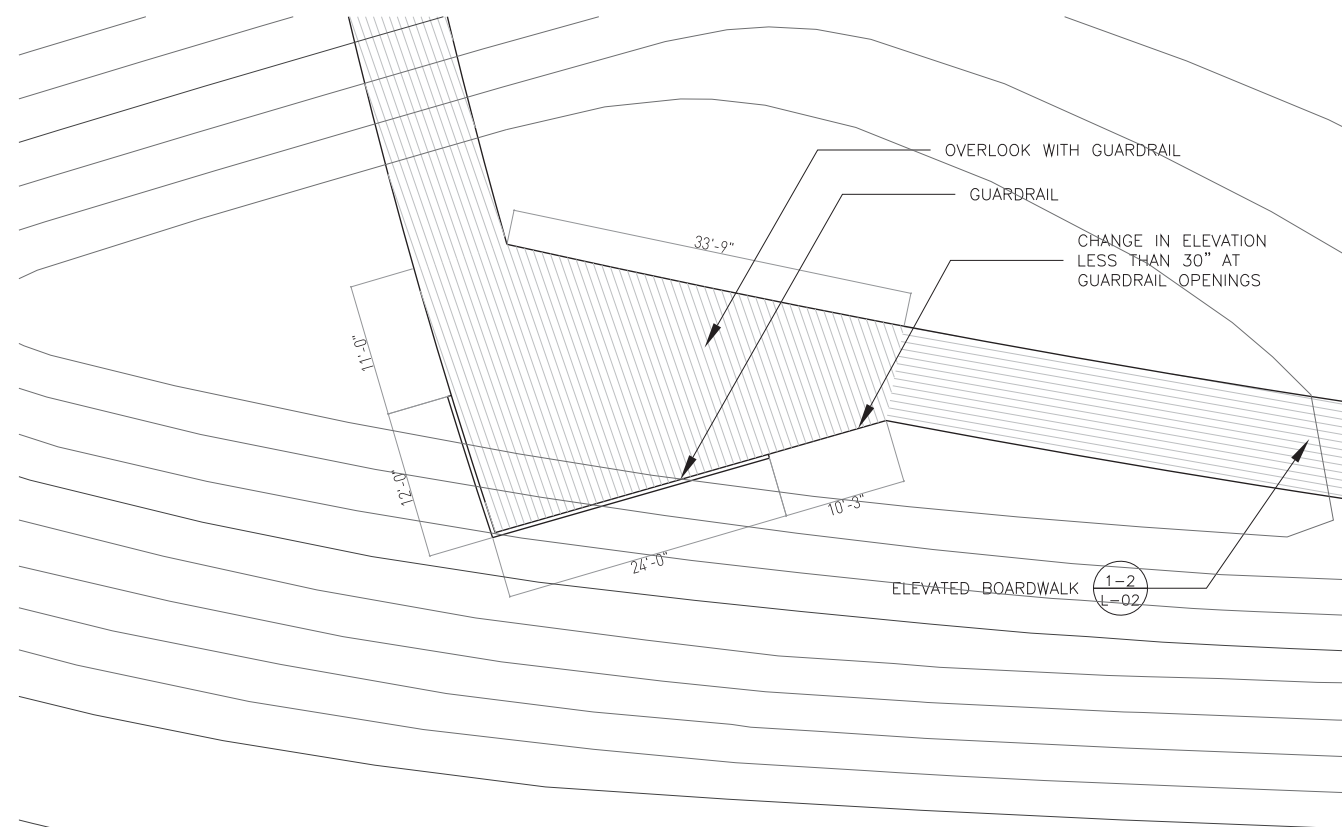 OVERLOOK WITH GUARDRAIL
GUARDRAIL
33'-9"
CHANGE IN ELEVATION
LESS THAN 30” AT
GUARDRAIL OPENINGS
11'-0"
12'-0"
10'-3"
24'-0"
ELEVATED BOARDWALK
1-2
L-02